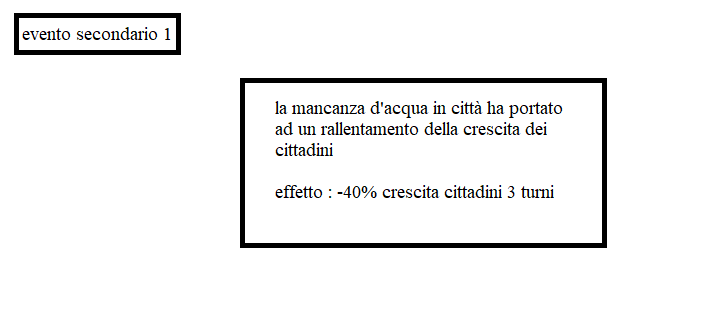 evento secondario 1
la mancanza d'acqua in città ha portato
ad un rallentamento della crescita dei
cittadini
effetto : -40% crescita cittadini 3 turni